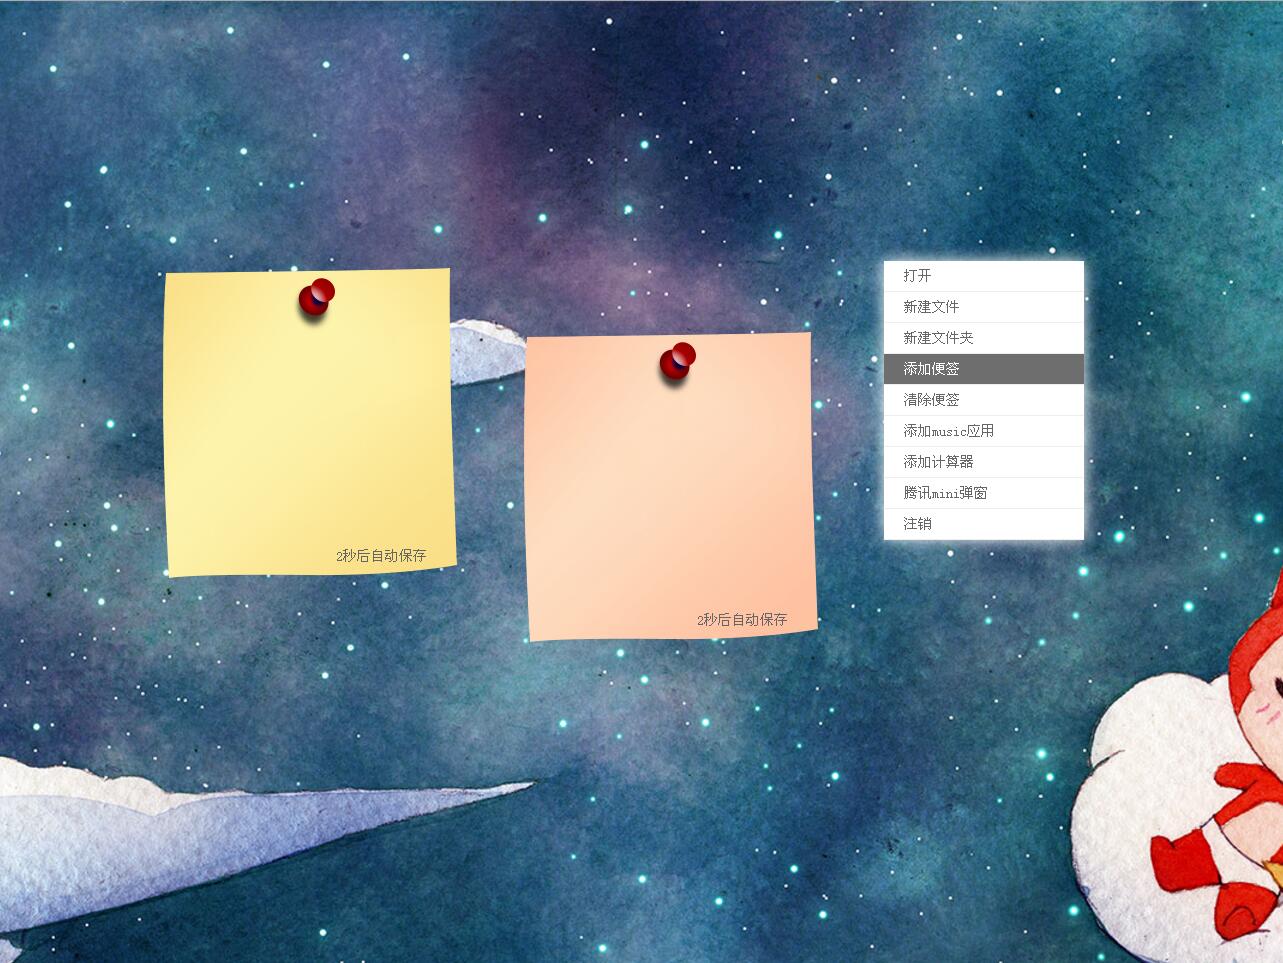 2秒后自动保存
2秒后自动保存
打开
新建文件
新建文件夹
添加便签
清除便签
添加music应用
添加计算器
腾讯mini弹窗
注销